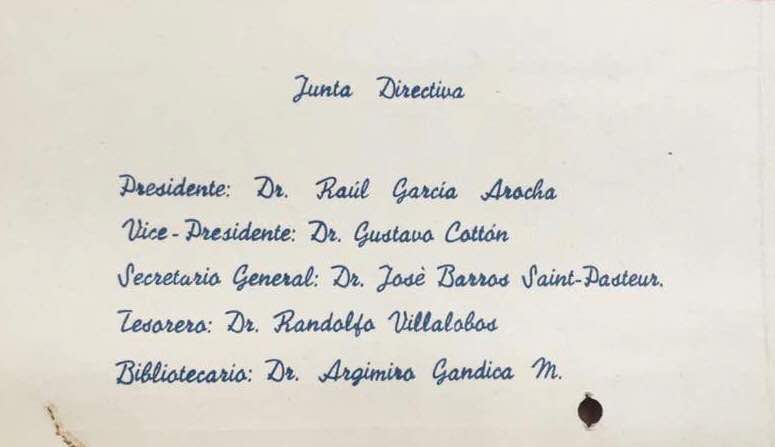 Junta Directiva
Presidente: Dr. Raúl García Arocha
Vice-Presidente: Dr. Gustavo Cottón
Secretario General: Dr. Josè Barros Saint-Pasteur.
Tesorero: Dr. Randolfo Villalobos
Bibliotecario: Dr. Argimiro Gandica M.